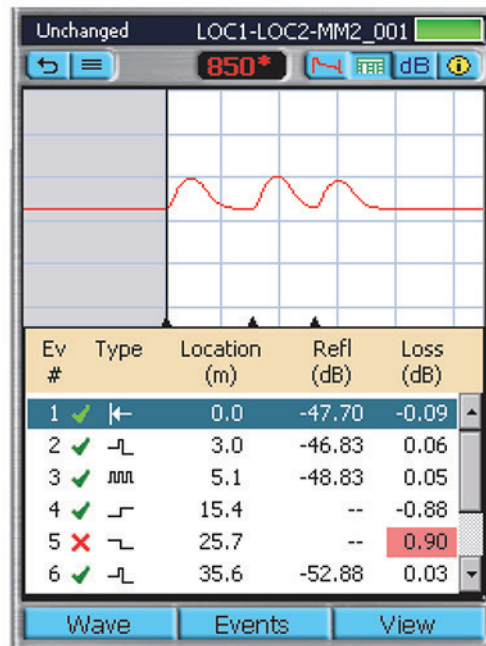 Unchanged LOC1-LOC2-MM2_001
850* dB
Ev Type Location Refl Loss
# (m) (dB) (dB)
1 0.0 -47.70 -0.09
2 3.0 -46.83 0.06
3 5.1 -48.83 0.05
4 15.4 -- -0.88
5 25.7 -- 0.90
6 35.6 -52.88 0.03
Wave Events View